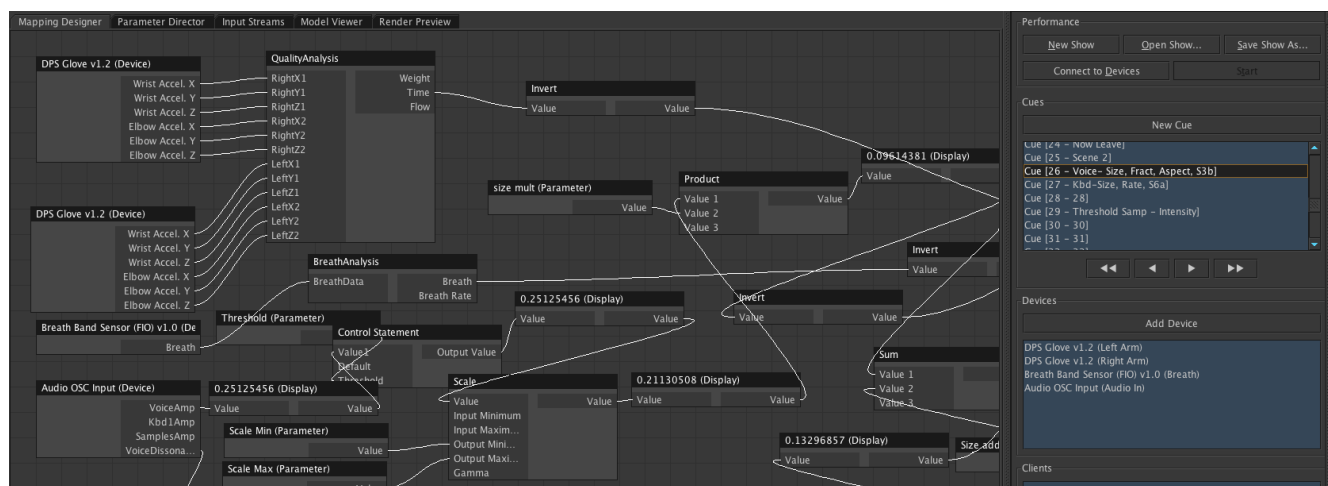 Mapping Designer Parameter Director Input Streams Model Viewer Render Preview
DPS Glove v1.2 (Device)
Wrist Accel. X
Wrist Accel. Y
Wrist Accel. Z
Elbow Accel. X
Elbow Accel. Y
Elbow Accel. Z
QualityAnalysis
RightX1 Weight
RightY1 Time
RightZ1 Flow
RightX2
RightY2
RightZ2
LeftX1
LeftY1
LeftZ1
LeftX2
LeftY2
LeftZ2
Invert
Value Value
0.09614381 (Display)
Value
size mult (Parameter)
Value
Product
Value 1 Value
Value 2
Value 3
DPS Glove v1.2 (Device)
Wrist Accel. X
Wrist Accel. Y
Wrist Accel. Z
Elbow Accel. X
Elbow Accel. Y
Elbow Accel. Z
BreathAnalysis
BreathData Breath
Breath Rate
Invert
Value
0.25125456 (Display)
Value Value
Invert
Value Value
Breath Band Sensor (FIO) v1.0 (De
Breath
Threshold (Parameter)
Control Statement
Value1 Output Value
Default
Threshold
Sum
Value 1
Value 2
Value 3
Audio OSC Input (Device)
VoiceAmp
Kbd1Amp
SamplesAmp
VoiceDissona...
0.25125456 (Display)
Value Value
Scale
Value Value
Input Minimum
Input Maxim...
Output Mini...
Output Maxi...
Gamma
0.21130508 (Display)
Value Value
Scale Min (Parameter)
Value
Scale Max (Parameter)
0.13296857 (Display)
Value Value
Size add
Performance
New Show Open Show... Save Show As...
Connect to Devices Start
Cues
New Cue
Cue [24 - Now Leave]
Cue [25 - Scene 2]
Cue [26 - Voice- Size, Fract, Aspect, S3b]
Cue [27 - Kbd-Size, Rate, S6a]
Cue [28 - 28]
Cue [29 - Threshold Samp - Intensity]
Cue [30 - 30]
Cue [31 - 31]
Devices
Add Device
DPS Glove v1.2 (Left Arm)
DPS Glove v1.2 (Right Arm)
Breath Band Sensor (FIO) v1.0 (Breath)
Audio OSC Input (Audio In)
Clients